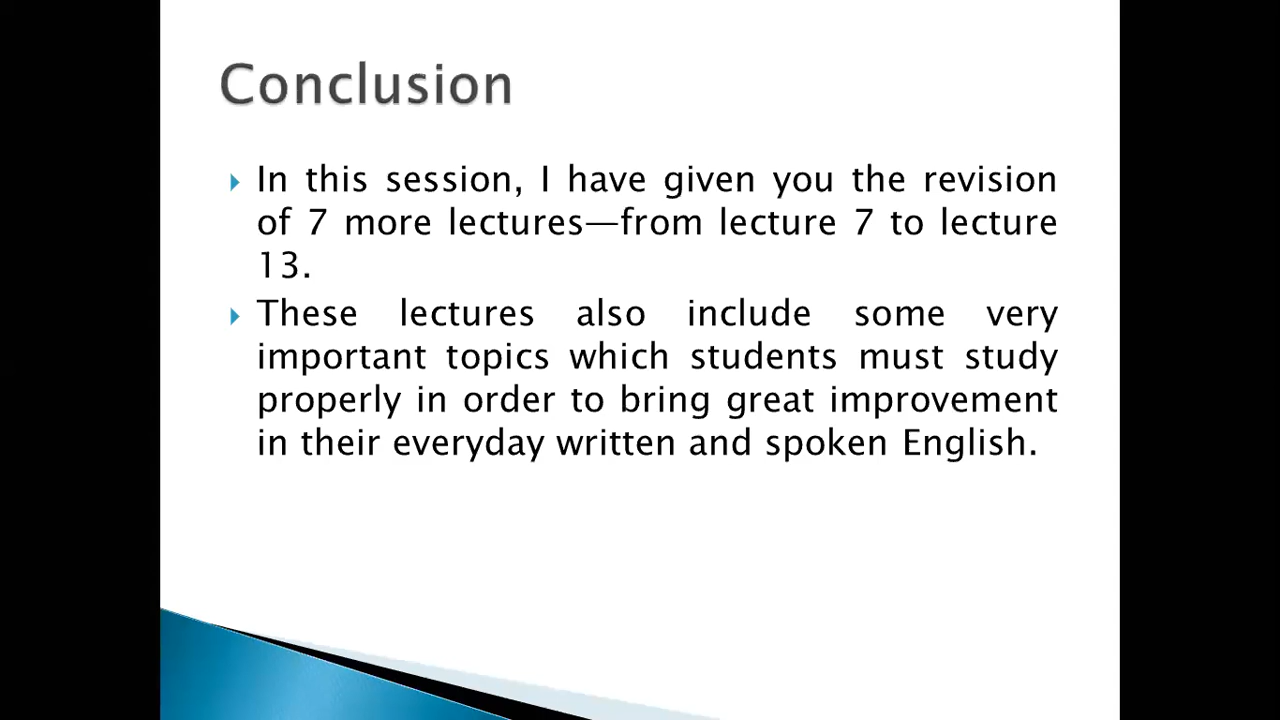 Conclusion
In this session, I have given you the revision
of 7 more lectures—from lecture 7 to lecture
13.
These lectures also include some very
important topics which students must study
properly in order to bring great improvement
in their everyday written and spoken English.